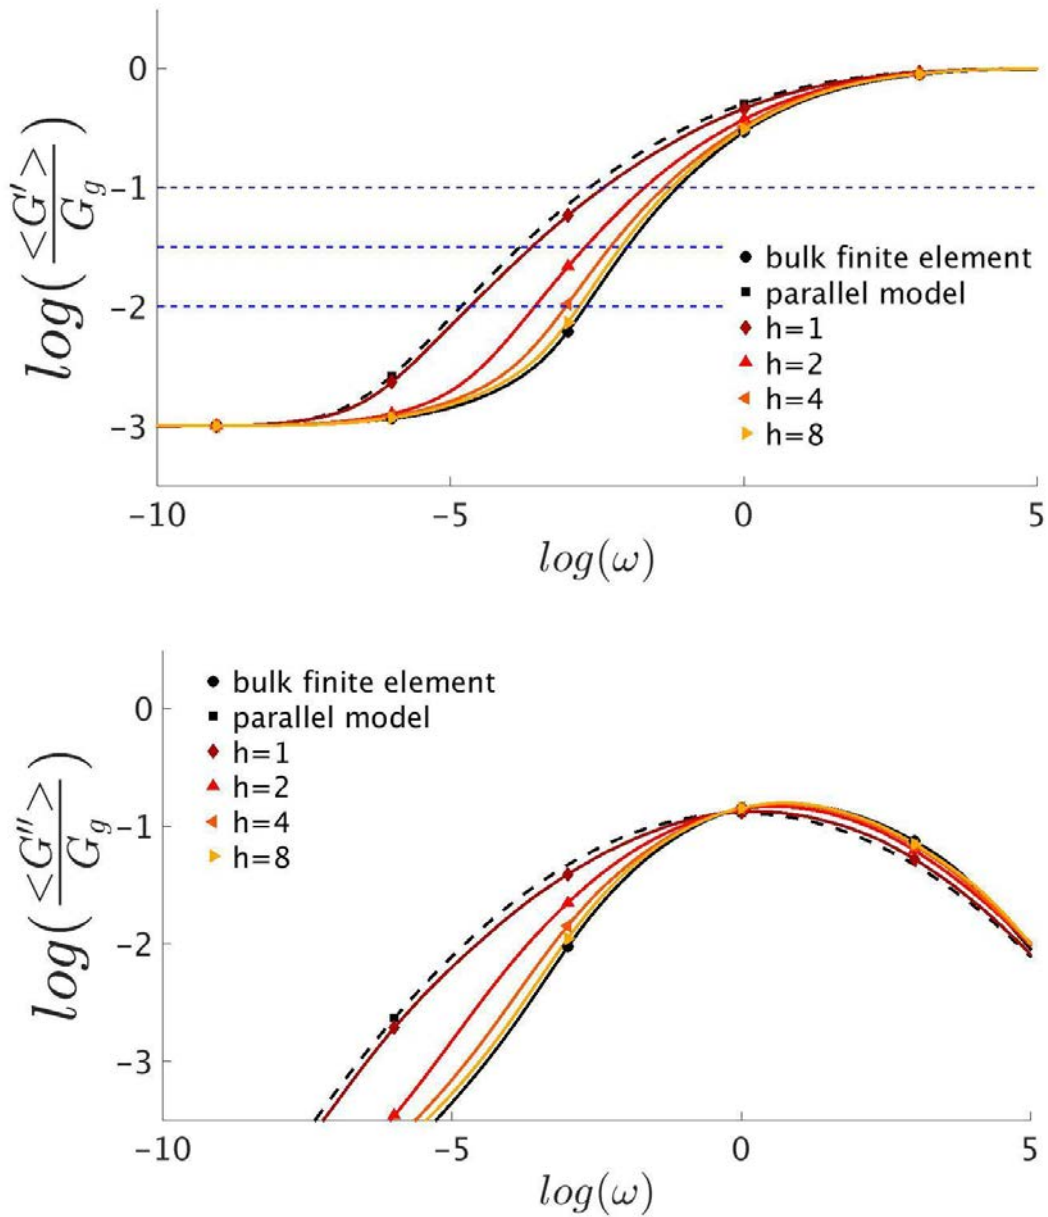 0
-1
-2
-3
log(<G'>/G_g)
bulk finite element
parallel model
h=1
h=2
h=4
h=8
-10 -5 0 5
log(ω)
bulk finite element
parallel model
h=1
h=2
h=4
h=8
0
-1
-2
-3
log(<G''>/G_g)
-10 -5 0 5
log(ω)